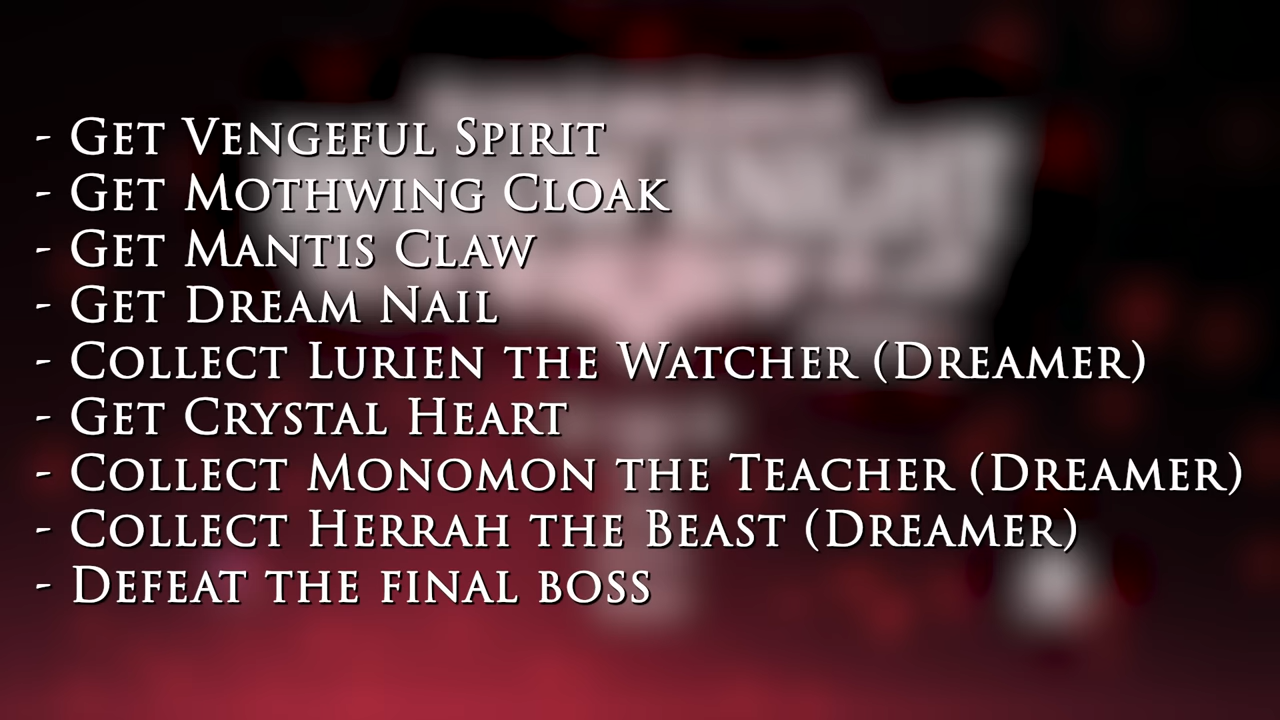 - Get Vengeful Spirit
- Get Mothwing Cloak
- Get Mantis Claw
- Get Dream Nail
- Collect Lurien the Watcher (Dreamer)
- Get Crystal Heart
- Collect Monomon the Teacher (Dreamer)
- Collect Herrah the Beast (Dreamer)
- Defeat the final boss